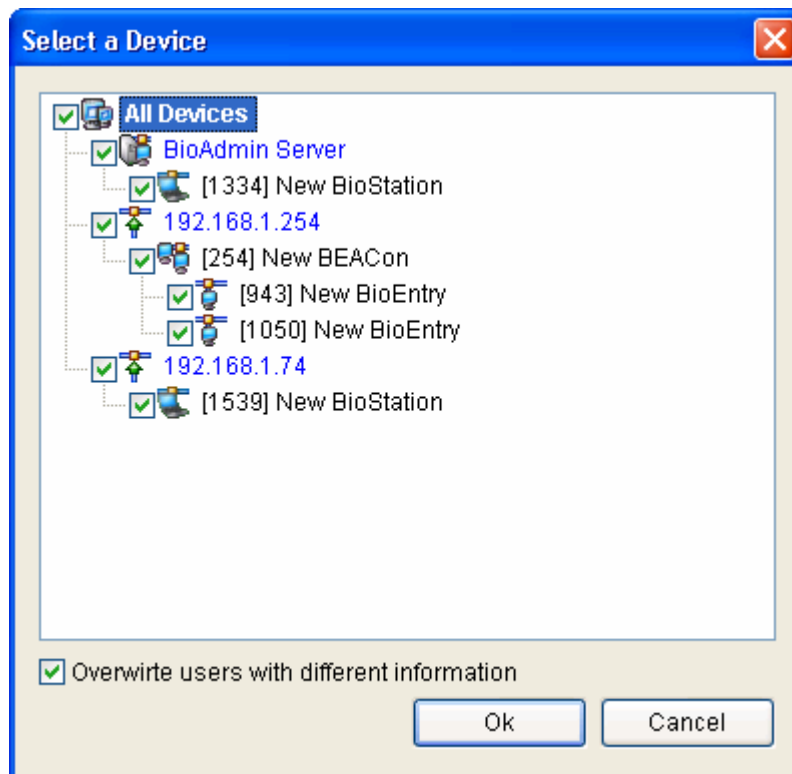 Select a Device
All Devices
BioAdmin Server
[1334] New BioStation
192.168.1.254
[254] New BEACon
[943] New BioEntry
[1050] New BioEntry
192.168.1.74
[1539] New BioStation
Overwirte users with different information
Ok Cancel